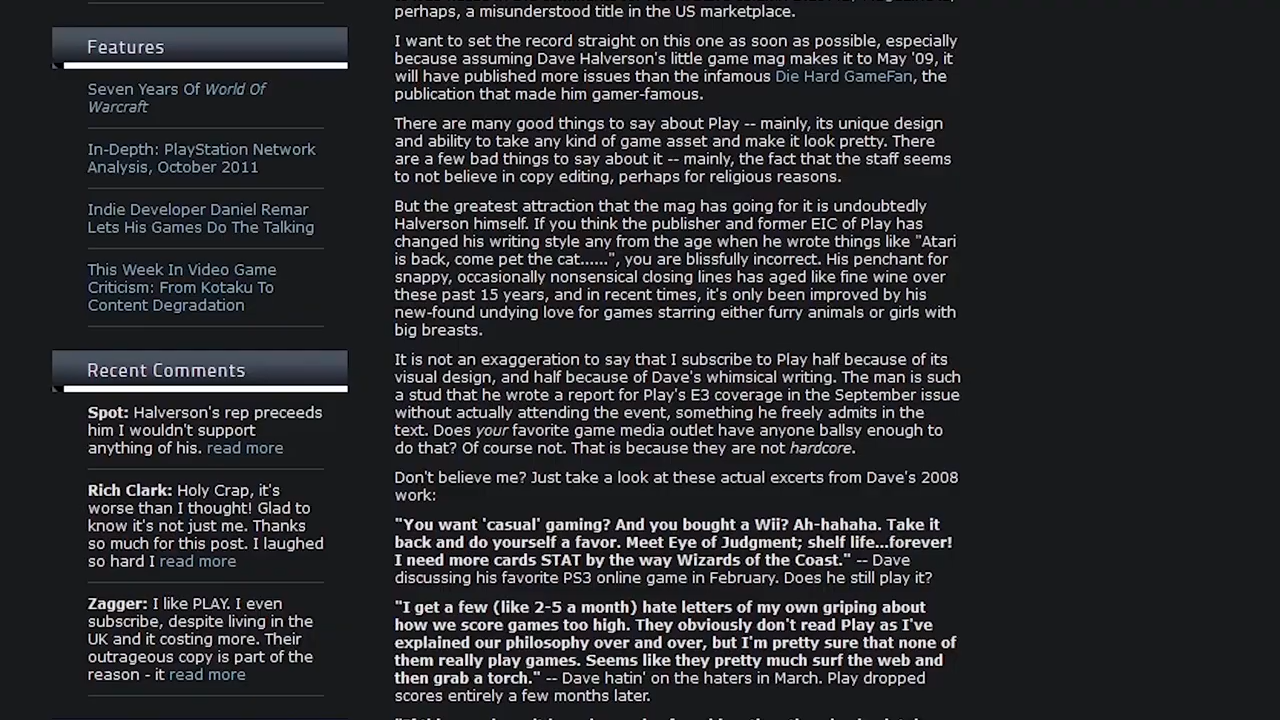 perhaps, a misunderstood title in the US marketplace.
I want to set the record straight on this one as soon as possible, especially
because assuming Dave Halverson's little game mag makes it to May '09, it
will have published more issues than the infamous Die Hard GameFan, the
publication that made him gamer-famous.
There are many good things to say about Play -- mainly, its unique design
and ability to take any kind of game asset and make it look pretty. There
are a few bad things to say about it -- mainly, the fact that the staff seems
to not believe in copy editing, perhaps for religious reasons.
But the greatest attraction that the mag has going for it is undoubtedly
Halverson himself. If you think the publisher and former EIC of Play has
changed his writing style any from the age when he wrote things like "Atari
is back, come pet the cat......", you are blissfully incorrect. His penchant for
snappy, occasionally nonsensical closing lines has aged like fine wine over
these past 15 years, and in recent times, it's only been improved by his
new-found undying love for games starring either furry animals or girls with
big breasts.
It is not an exaggeration to say that I subscribe to Play half because of its
visual design, and half because of Dave's whimsical writing. The man is such
a stud that he wrote a report for Play's E3 coverage in the September issue
without actually attending the event, something he freely admits in the
text. Does your favorite game media outlet have anyone ballsy enough to
do that? Of course not. That is because they are not hardcore.
Don't believe me? Just take a look at these actual excerts from Dave's 2008
work:
"You want 'casual' gaming? And you bought a Wii? Ah-hahaha. Take it
back and do yourself a favor. Meet Eye of Judgment; shelf life...forever!
I need more cards STAT by the way Wizards of the Coast." -- Dave
discussing his favorite PS3 online game in February. Does he still play it?
"I get a few (like 2-5 a month) hate letters of my own griping about
how we score games too high. They obviously don't read Play as I've
explained our philosophy over and over, but I'm pretty sure that none of
them really play games. Seems like they pretty much surf the web and
then grab a torch." -- Dave hatin' on the haters in March. Play dropped
scores entirely a few months later.
Features
Seven Years Of World Of
Warcraft
In-Depth: PlayStation Network
Analysis, October 2011
Indie Developer Daniel Remar
Lets His Games Do The Talking
This Week In Video Game
Criticism: From Kotaku To
Content Degradation
Recent Comments
Spot: Halverson's rep preceeds
him I wouldn't support
anything of his. read more
Rich Clark: Holy Crap, it's
worse than I thought! Glad to
know it's not just me. Thanks
so much for this post. I laughed
so hard I read more
Zagger: I like PLAY. I even
subscribe, despite living in the
UK and it costing more. Their
outrageous copy is part of the
reason - it read more